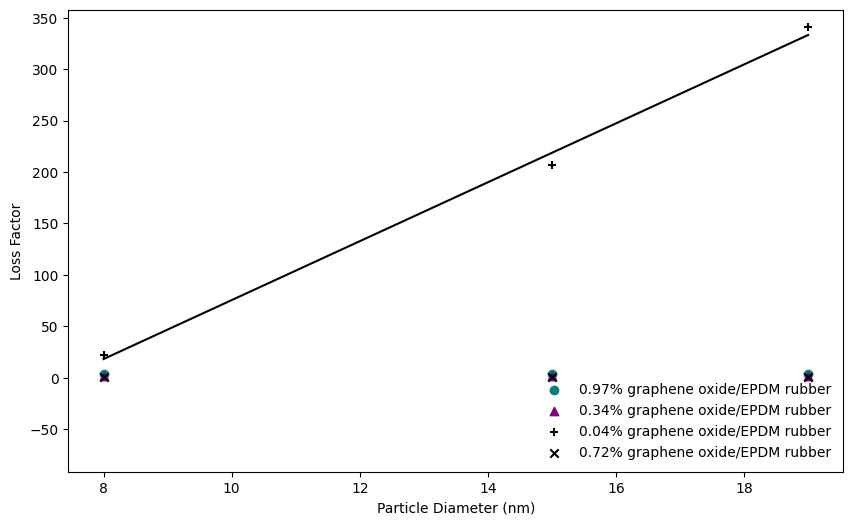 350
300
250
200
150
100
50
0
−50
Loss Factor
0.97% graphene oxide/EPDM rubber
0.34% graphene oxide/EPDM rubber
0.04% graphene oxide/EPDM rubber
0.72% graphene oxide/EPDM rubber
8 10 12 14 16 18
Particle Diameter (nm)